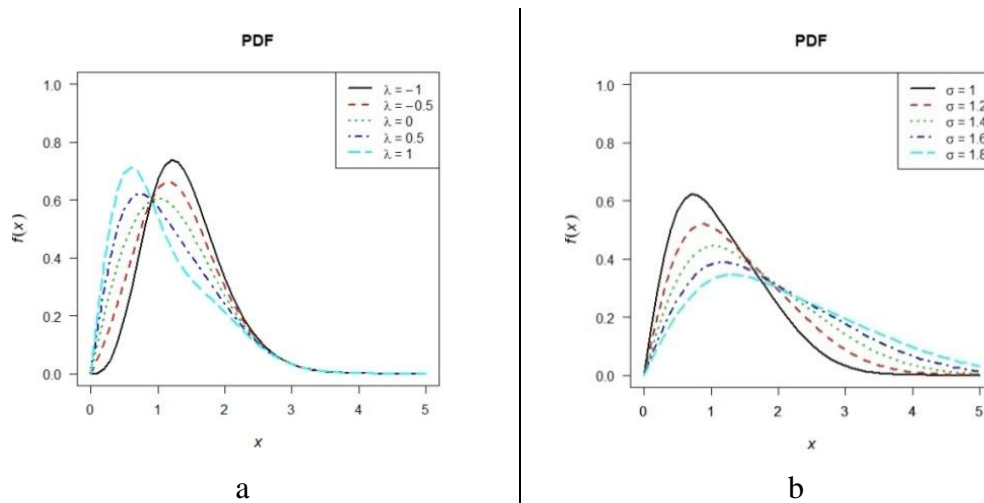 PDF
1.0
0.8
0.6
0.4
0.2
0.0
f(x)
λ = −1
λ = −0.5
λ = 0
λ = 0.5
λ = 1
0 1 2 3 4 5
x
a
PDF
1.0
0.8
0.6
0.4
0.2
0.0
f(x)
σ = 1
σ = 1.2
σ = 1.4
σ = 1.6
σ = 1.8
0 1 2 3 4 5
x
b